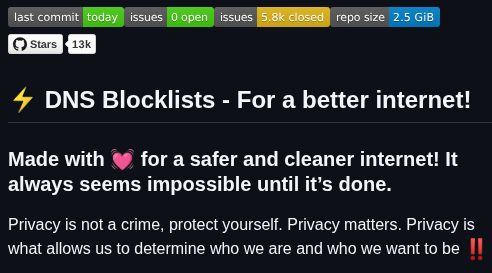 last commit today issues 0 open issues 5.8k closed repo size 2.5 GiB
Stars 13k
⚡ DNS Blocklists - For a better internet!
Made with 💓 for a safer and cleaner internet! It
always seems impossible until it’s done.
Privacy is not a crime, protect yourself. Privacy matters. Privacy is
what allows us to determine who we are and who we want to be ‼️